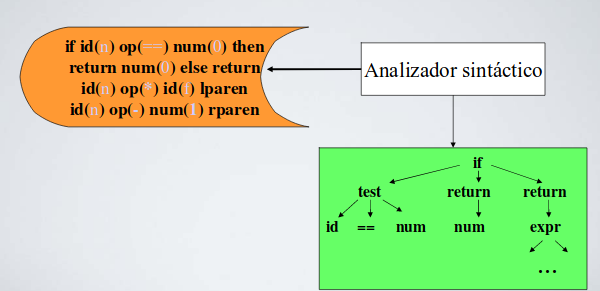 if id(n) op(==) num(0) then
return num(0) else return
id(n) op(*) id(f) lparen
id(n) op(-) num(1) rparen
Analizador sintáctico
if
test return return
id == num num expr
...